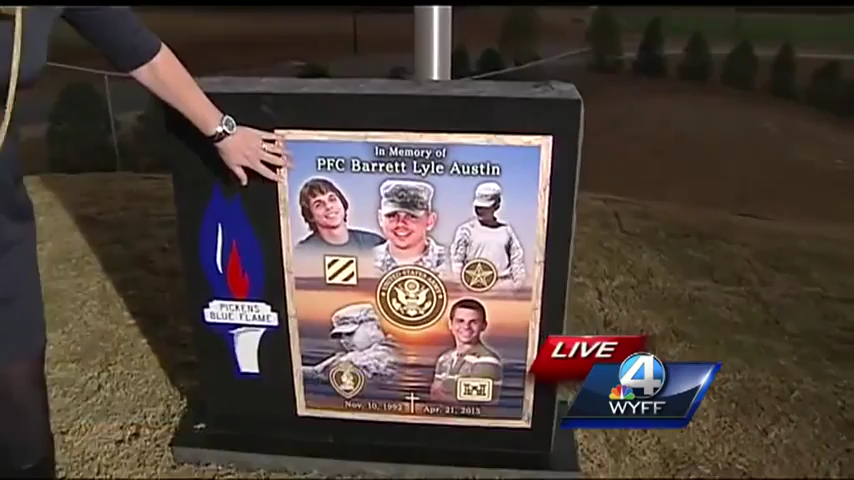 In Memory of
PFC Barrett Lyle Austin
UNITED STATES ARMY
PICKENS
BLUE FLAME
Nov. 10, 1992 Apr. 21, 2013
LIVE
4
WYFF